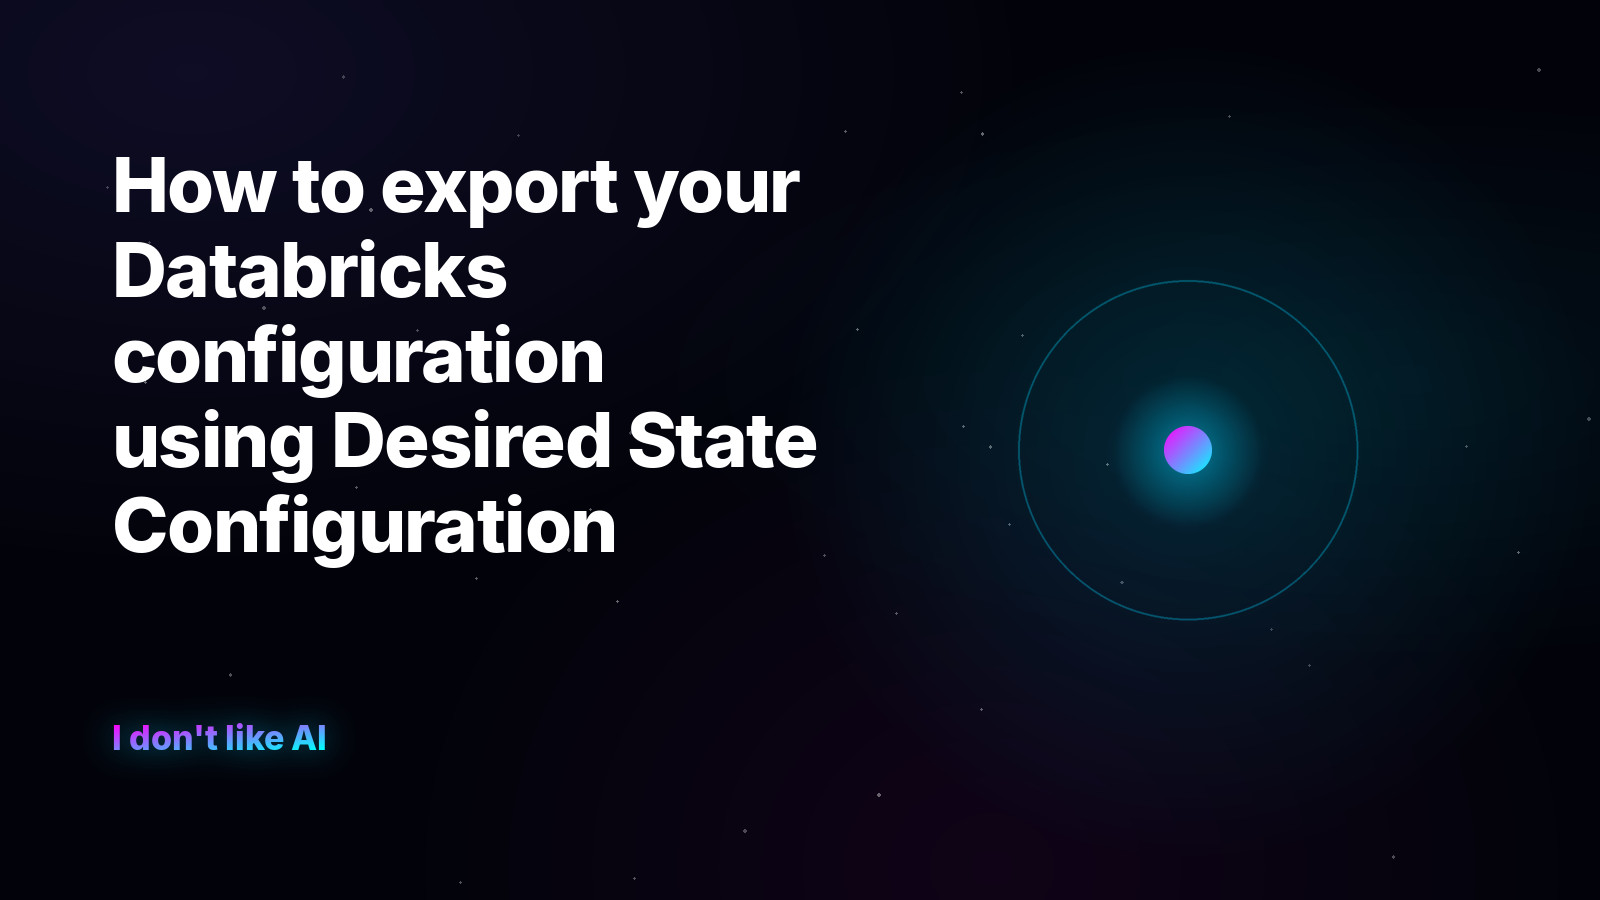 How to export your
Databricks
configuration
using Desired State
Configuration
I don't like AI